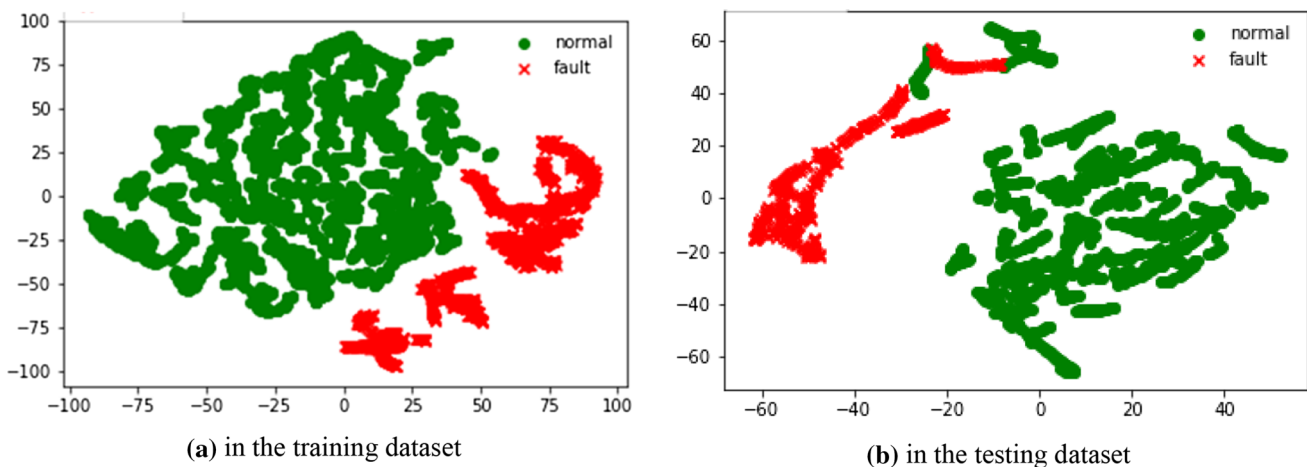 100
75
50
25
0
−25
−50
−75
−100
−100 −75 −50 −25 0 25 50 75 100
normal
fault
(a) in the training dataset
60
40
20
0
−20
−40
−60
−60 −40 −20 0 20 40
normal
fault
(b) in the testing dataset